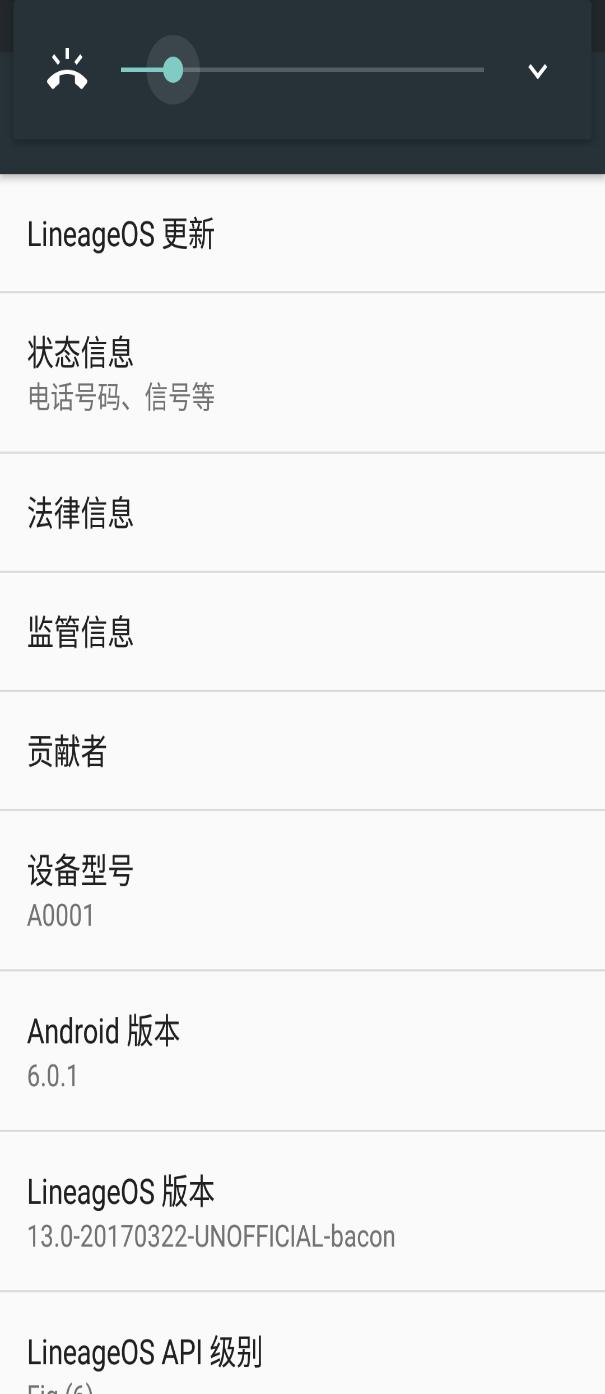 LineageOS 更新
状态信息
电话号码、信号等
法律信息
监管信息
贡献者
设备型号
A0001
Android 版本
6.0.1
LineageOS 版本
13.0-20170322-UNOFFICIAL-bacon
LineageOS API 级别
Fig (6)